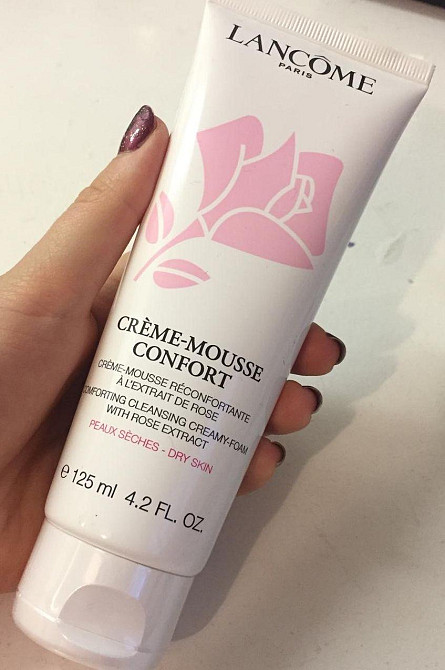 LANCÔME
PARIS
CRÈME-MOUSSE
CONFORT
CRÈME-MOUSSE RÉCONFORTANTE
À L'EXTRAIT DE ROSE
COMFORTING CLEANSING CREAMY-FOAM
WITH ROSE EXTRACT
PEAUX SÈCHES - DRY SKIN
℮ 125 ml 4.2 FL. OZ.